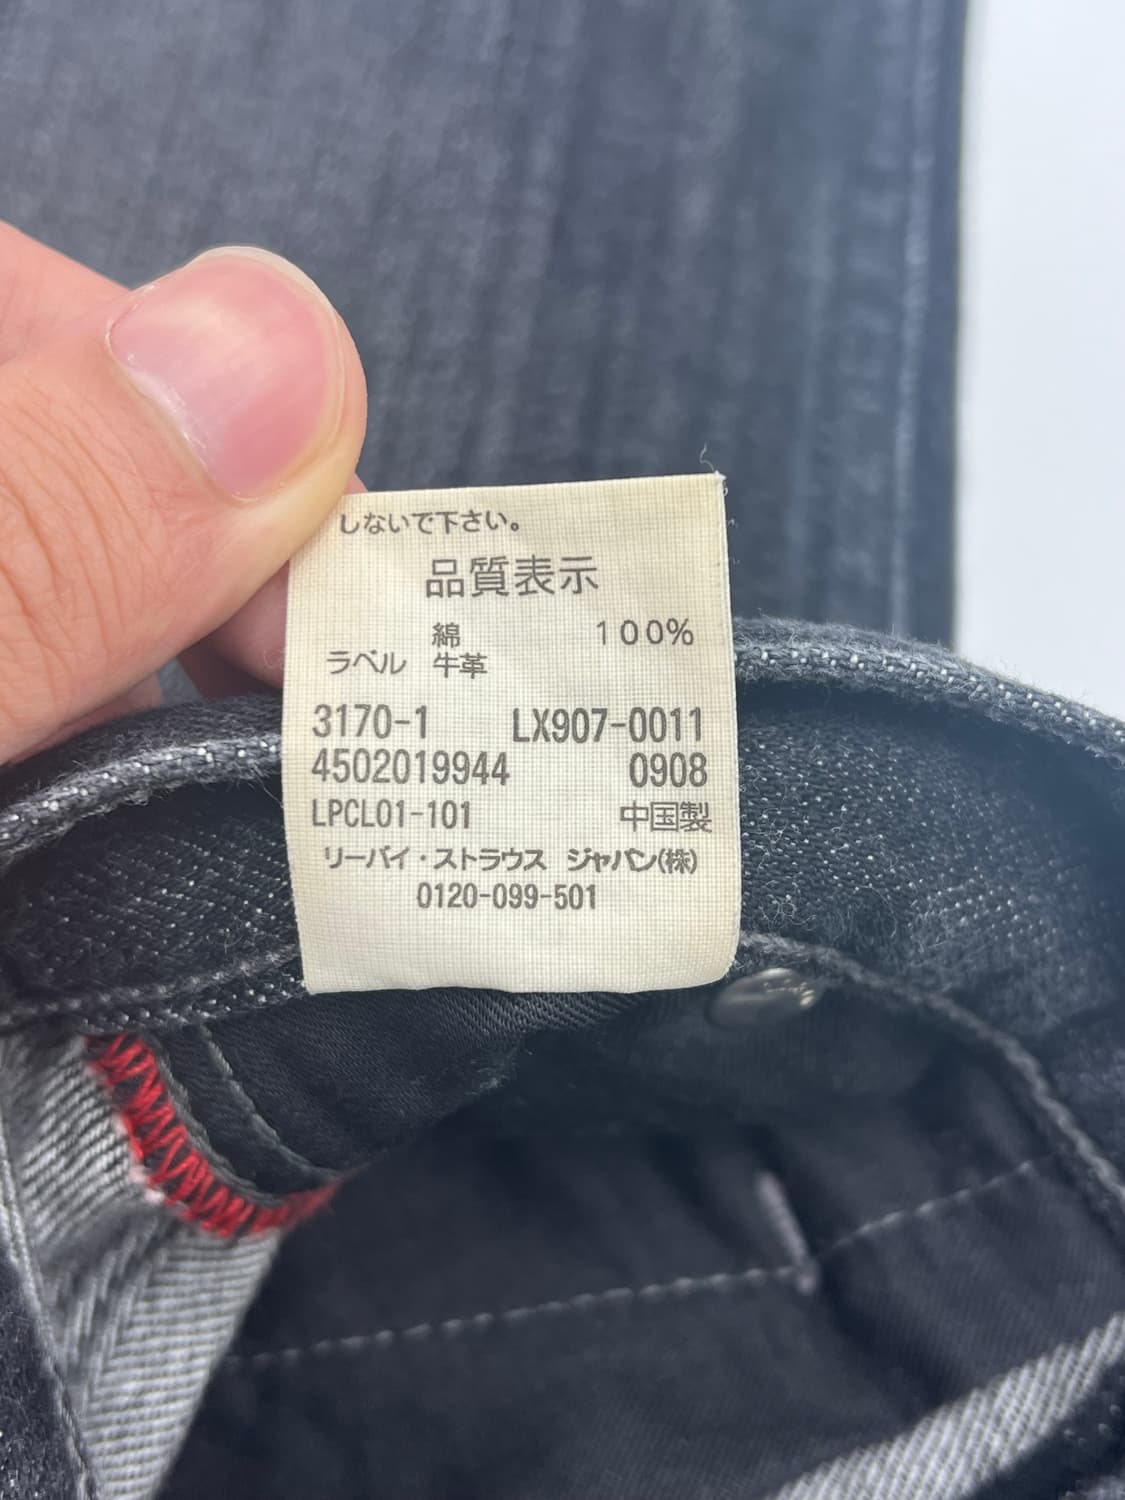 しないで下さい。
品質表示
綿 100%
ラベル 牛革
3170-1 LX907-0011
4502019944 0908
LPCL01-101 中国製
リーバイ・ストラウス ジャパン(株)
0120-099-501